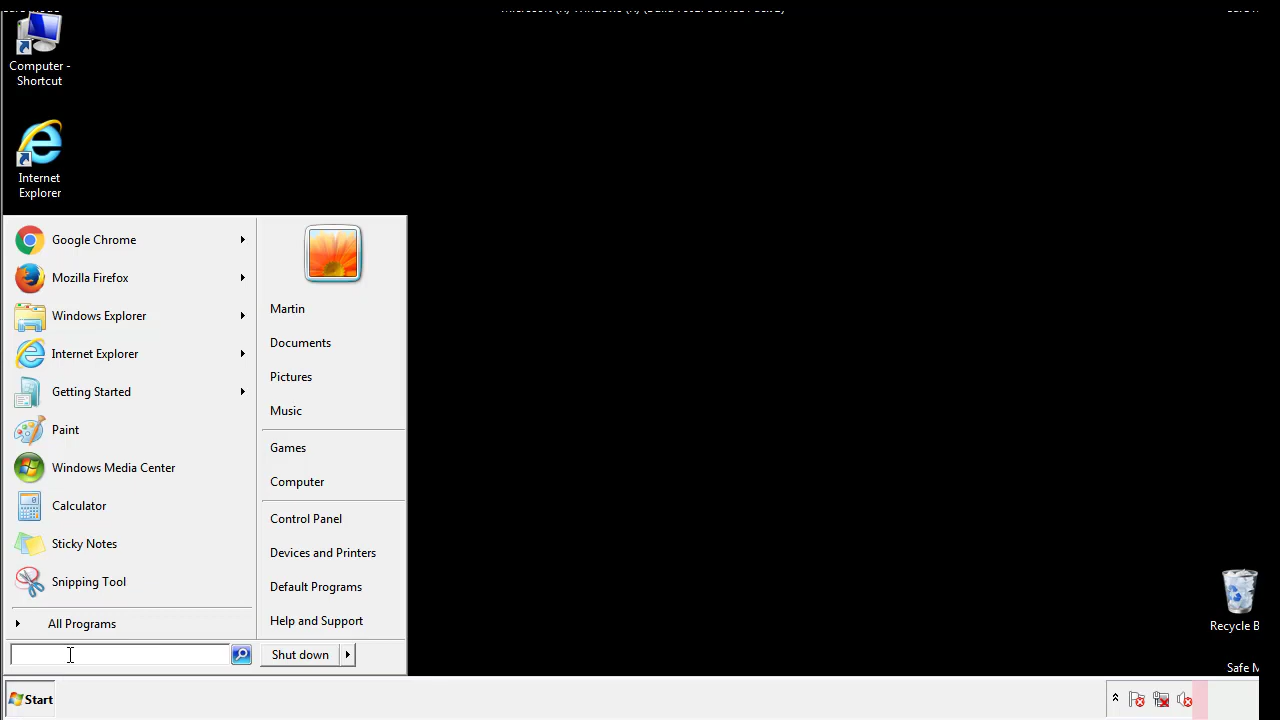 Computer -
Shortcut
Internet
Explorer
Google Chrome
Mozilla Firefox
Windows Explorer
Internet Explorer
Getting Started
Paint
Windows Media Center
Calculator
Sticky Notes
Snipping Tool
All Programs
Martin
Documents
Pictures
Music
Games
Computer
Control Panel
Devices and Printers
Default Programs
Help and Support
Shut down
Recycle B
Safe M
Start